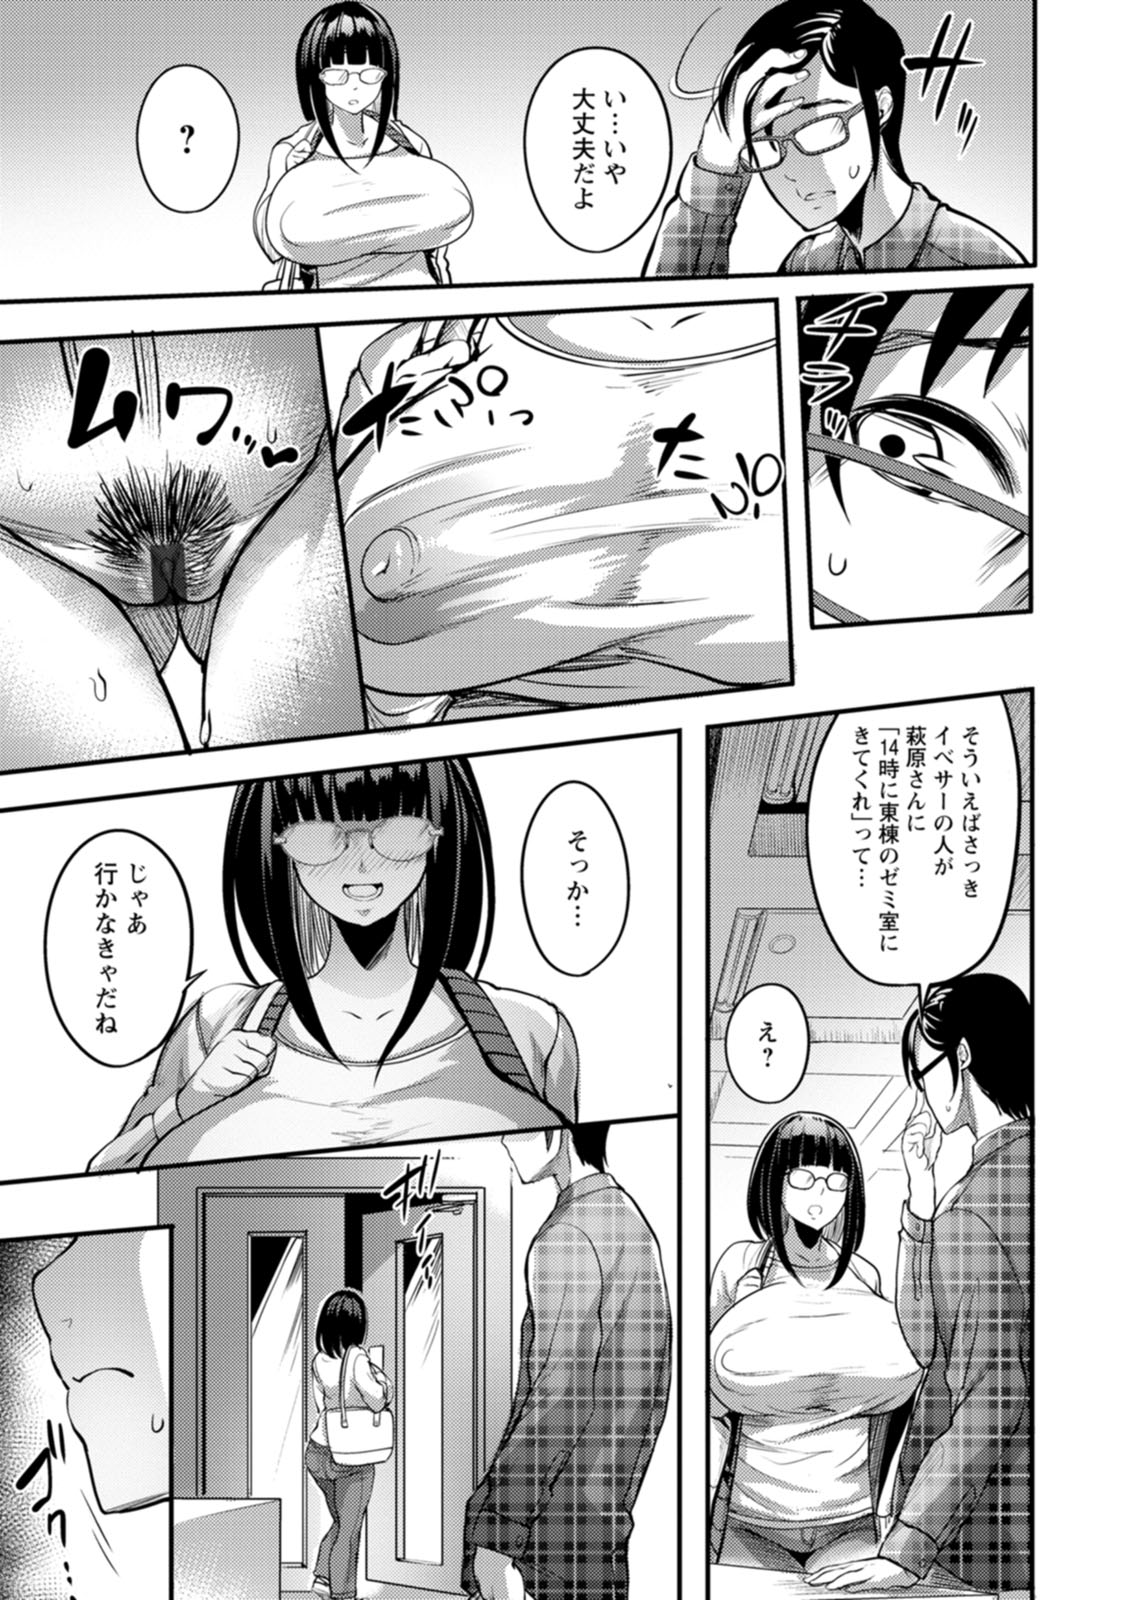 い…いや
大丈夫だよ
?
チラッ
たぷっ
たぷっ
ムワッ…♥
そういえばさっき
イベサーの人が
萩原さんに
「14時に東棟のゼミ室に
きてくれ」って…
え?
そっか…
じゃあ
行かなきゃだね
ギィ…
ゴク…